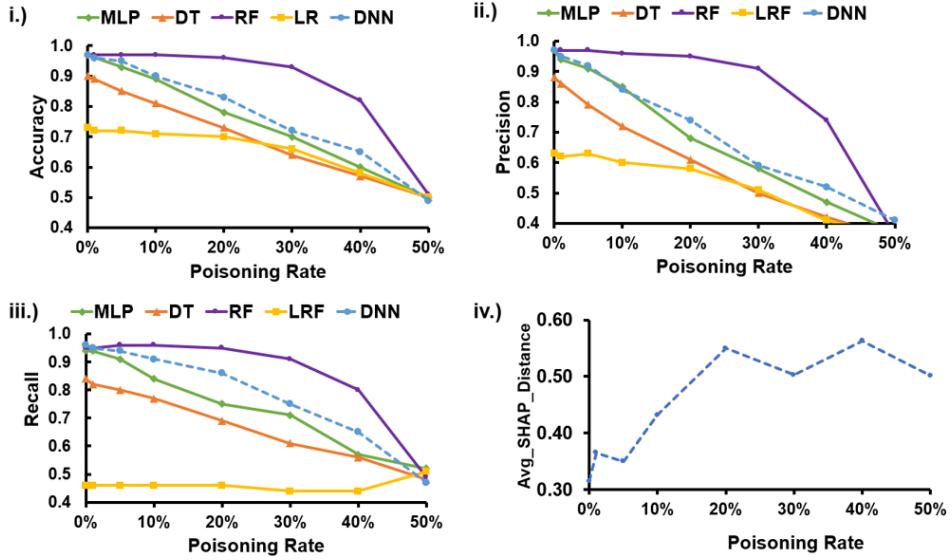 i.)
MLP DT RF LR DNN
Accuracy
1.0
0.9
0.8
0.7
0.6
0.5
0.4
0% 10% 20% 30% 40% 50%
Poisoning Rate
ii.)
MLP DT RF LRF DNN
Precision
1.0
0.9
0.8
0.7
0.6
0.5
0.4
0% 10% 20% 30% 40% 50%
Poisoning Rate
iii.)
MLP DT RF LRF DNN
Recall
1.0
0.9
0.8
0.7
0.6
0.5
0.4
0% 10% 20% 30% 40% 50%
Poisoning Rate
iv.)
Avg_SHAP_Distance
0.60
0.50
0.40
0.30
0% 10% 20% 30% 40% 50%
Poisoning Rate